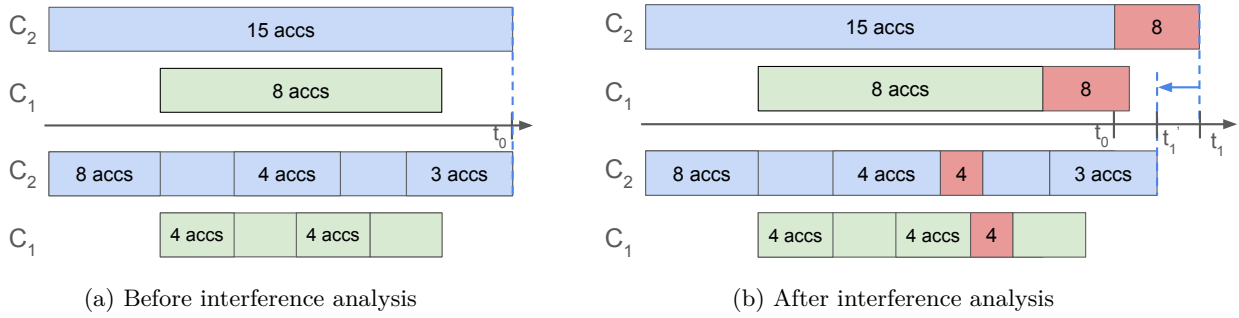 C2
15 accs
C1
8 accs
t0
C2
8 accs
4 accs
3 accs
C1
4 accs
4 accs
(a) Before interference analysis
C2
15 accs
8
C1
8 accs
8
t0
t1'
t1
C2
8 accs
4 accs
4
3 accs
C1
4 accs
4 accs
4
(b) After interference analysis